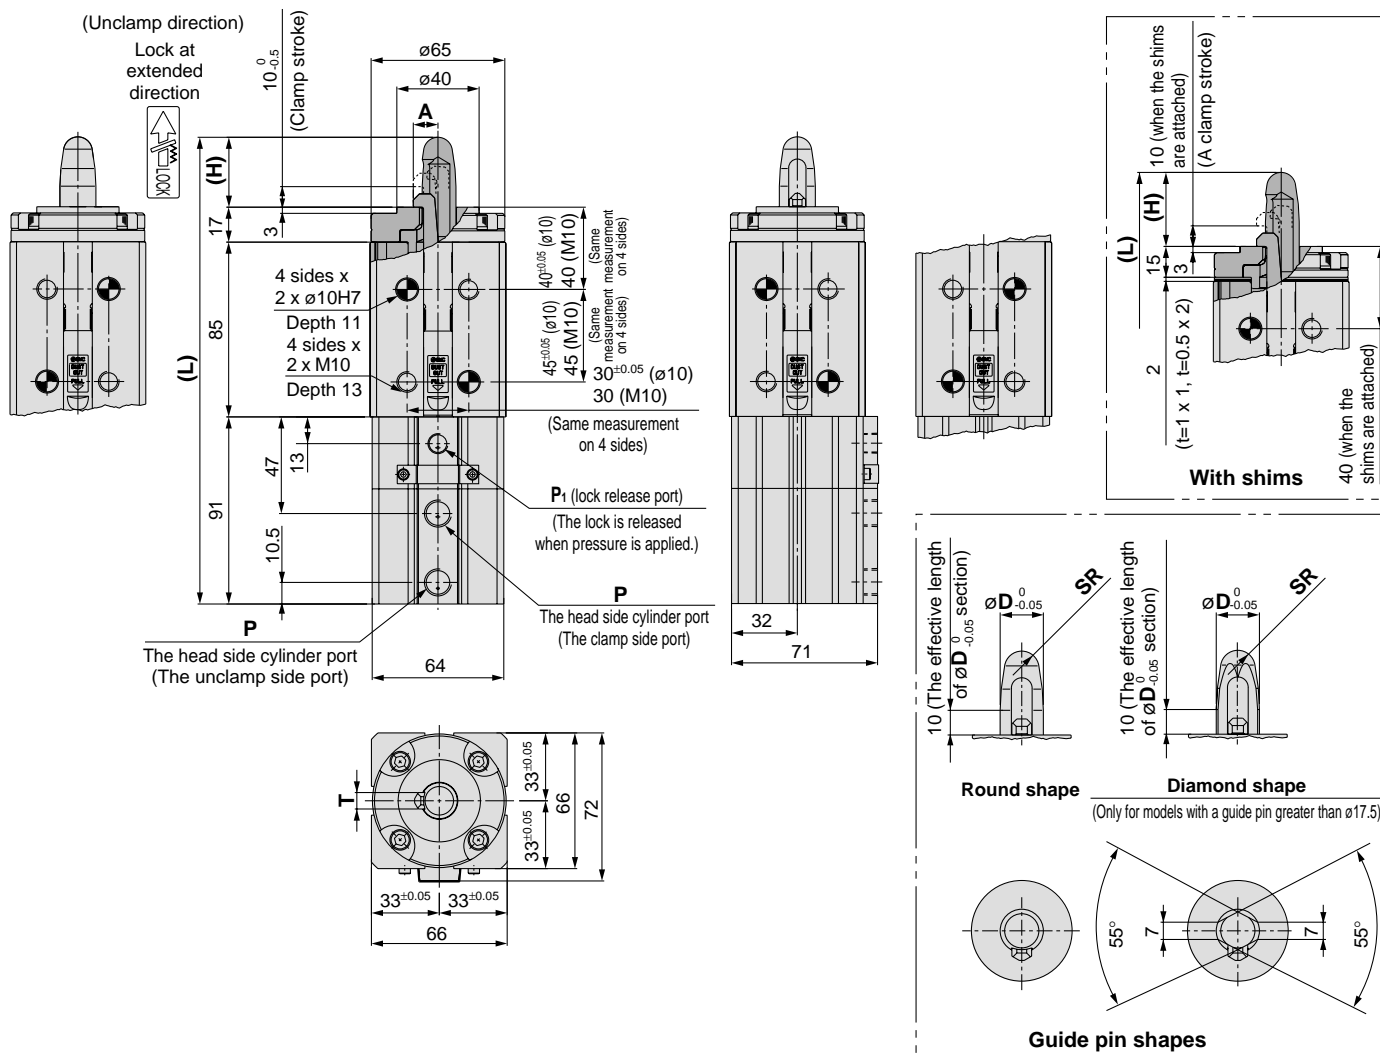 (Unclamp direction)
Lock at
extended
direction
LOCK
10 0 -0.5
(Clamp stroke)
ø65
ø40
A
(H)
17
3
(L)
85
91
4 sides x
2 x ø10H7
Depth 11
4 sides x
2 x M10
Depth 13
40±0.05 (ø10)
40 (M10)
(Same
measurement
on 4 sides)
45±0.05 (ø10)
45 (M10)
(Same
measurement
on 4 sides)
30±0.05 (ø10)
30 (M10)
(Same measurement
on 4 sides)
SMC
DUST
OUT
PULL
47
13
10.5
P1 (lock release port)
(The lock is released
when pressure is applied.)
P
The head side cylinder port
(The clamp side port)
P
The head side cylinder port
(The unclamp side port)
64
32
71
T
33±0.05
33±0.05
66
72
33±0.05
33±0.05
66
10 (when the shims
are attached)
(A clamp stroke)
(L)
(H)
15
3
2
(t=1 x 1, t=0.5 x 2)
40 (when the
shims are attached)
With shims
10 (The effective length
of øD 0 -0.05 section)
øD 0 -0.05
SR
10 (The effective length
of øD 0 -0.05 section)
øD 0 -0.05
SR
Round shape
Diamond shape
(Only for models with a guide pin greater than ø17.5)
55°
7
7
55°
Guide pin shapes